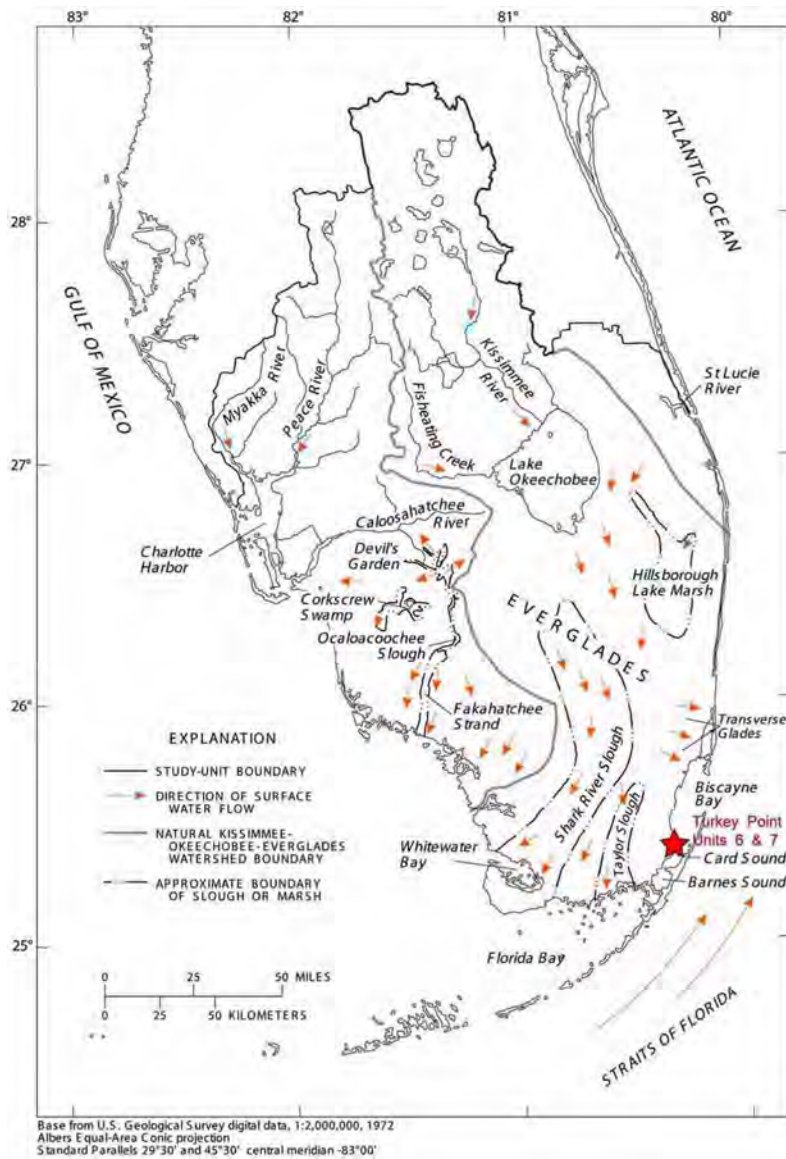 83°
82°
81°
80°
ATLANTIC OCEAN
28°
GULF OF MEXICO
St Lucie
River
Kissimmee
River
Myakka River
Peace River
Fisheating Creek
27°
Lake
Okeechobee
Caloosahatchee
River
Charlotte
Harbor
Devil's
Garden
Hillsborough
Lake Marsh
Corkscrew
Swamp
EVERGLADES
Ocaloacoochee
Slough
26°
Fakahatchee
Strand
Transverse
Glades
EXPLANATION
STUDY-UNIT BOUNDARY
DIRECTION OF SURFACE
WATER FLOW
NATURAL KISSIMMEE-
OKEECHOBEE-EVERGLADES
WATERSHED BOUNDARY
APPROXIMATE BOUNDARY
OF SLOUGH OR MARSH
Shark River Slough
Taylor Slough
Biscayne
Bay
Turkey Point
Units 6 & 7
Whitewater
Bay
Card Sound
Barnes Sound
25°
Florida Bay
0 25 50 MILES
0 25 50 KILOMETERS
STRAITS OF FLORIDA
Base from U.S. Geological Survey digital data, 1:2,000,000, 1972
Albers Equal-Area Conic projection
Standard Parallels 29°30' and 45°30' central meridian -83°00'